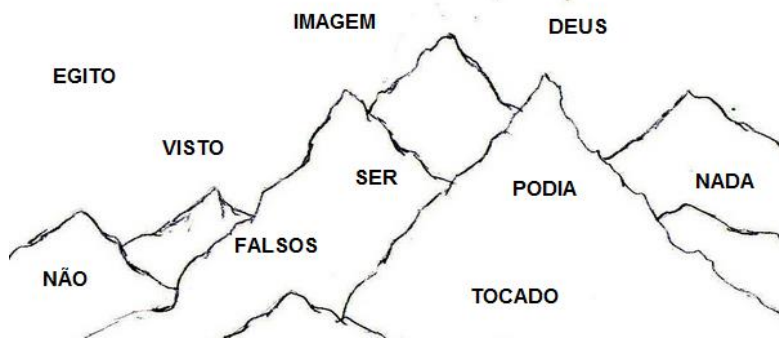 IMAGEM DEUS
EGITO
VISTO
SER PODIA NADA
FALSOS
NÃO
TOCADO